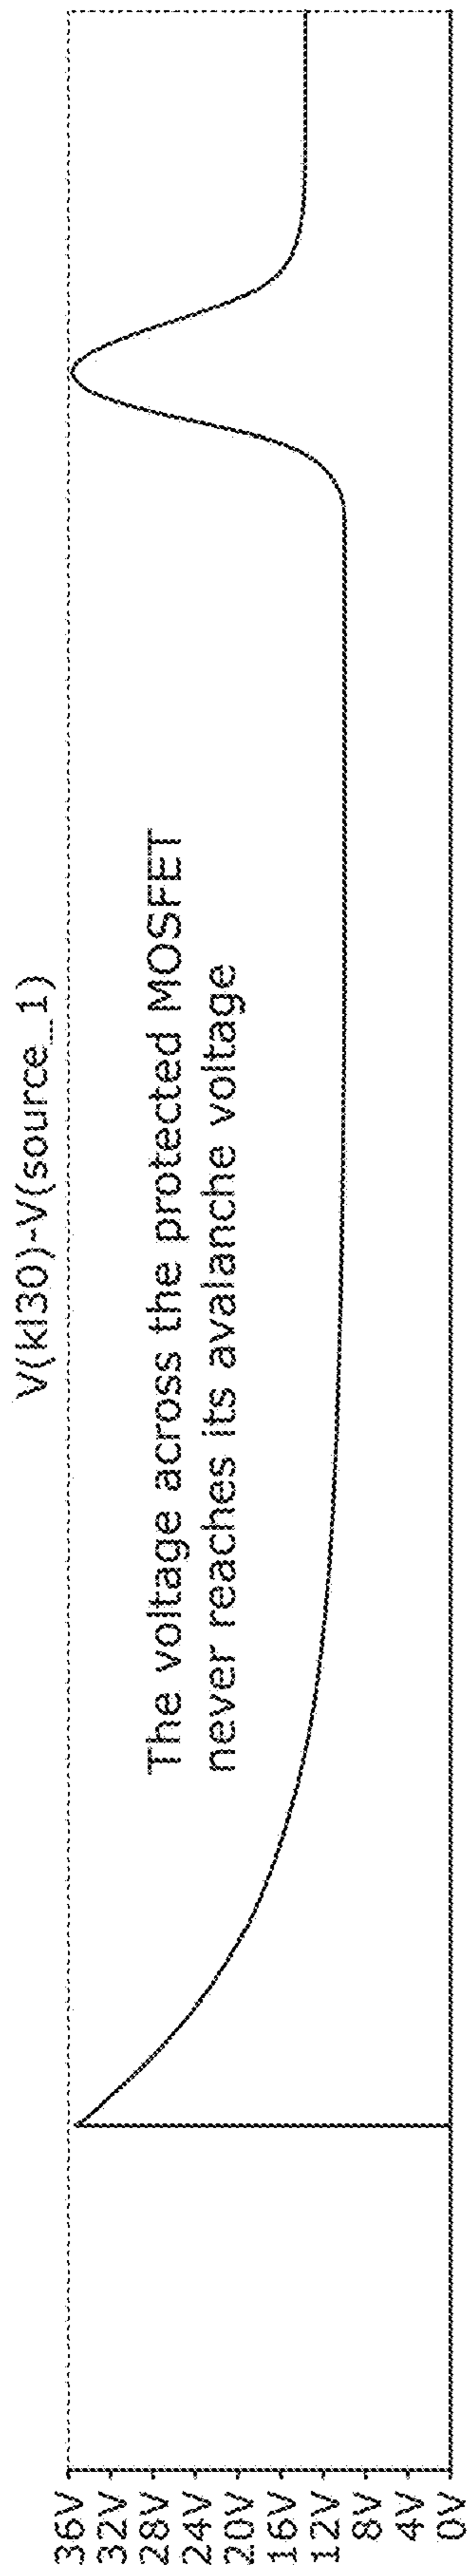 V(kl30)-V(source_1)
The voltage across the protected MOSFET
never reaches its avalanche voltage
36V
32V
28V
24V
20V
16V
12V
8V
4V
0V